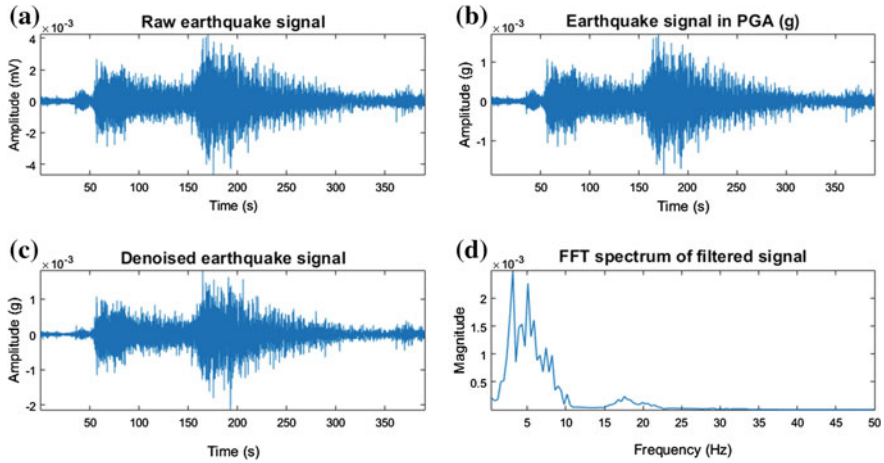 (a)
Raw earthquake signal
×10⁻³
4
2
0
-2
-4
Amplitude (mV)
50 100 150 200 250 300 350
Time (s)
(b)
Earthquake signal in PGA (g)
×10⁻³
1
0
-1
Amplitude (g)
50 100 150 200 250 300 350
Time (s)
(c)
Denoised earthquake signal
×10⁻³
1
0
-1
-2
Amplitude (g)
50 100 150 200 250 300 350
Time (s)
(d)
FFT spectrum of filtered signal
×10⁻³
2
1.5
1
0.5
Magnitude
5 10 15 20 25 30 35 40 45 50
Frequency (Hz)